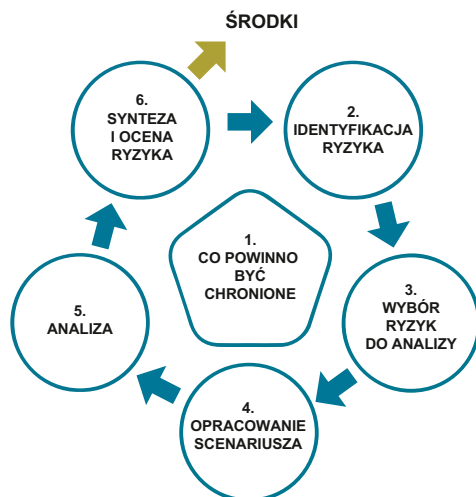 ŚRODKI
6.
SYNTEZA
I OCENA
RYZYKA
2.
IDENTYFIKACJA
RYZYKA
1.
CO POWINNO
BYĆ
CHRONIONE
5.
ANALIZA
3.
WYBÓR
RYZYK
DO ANALIZY
4.
OPRACOWANIE
SCENARIUSZA